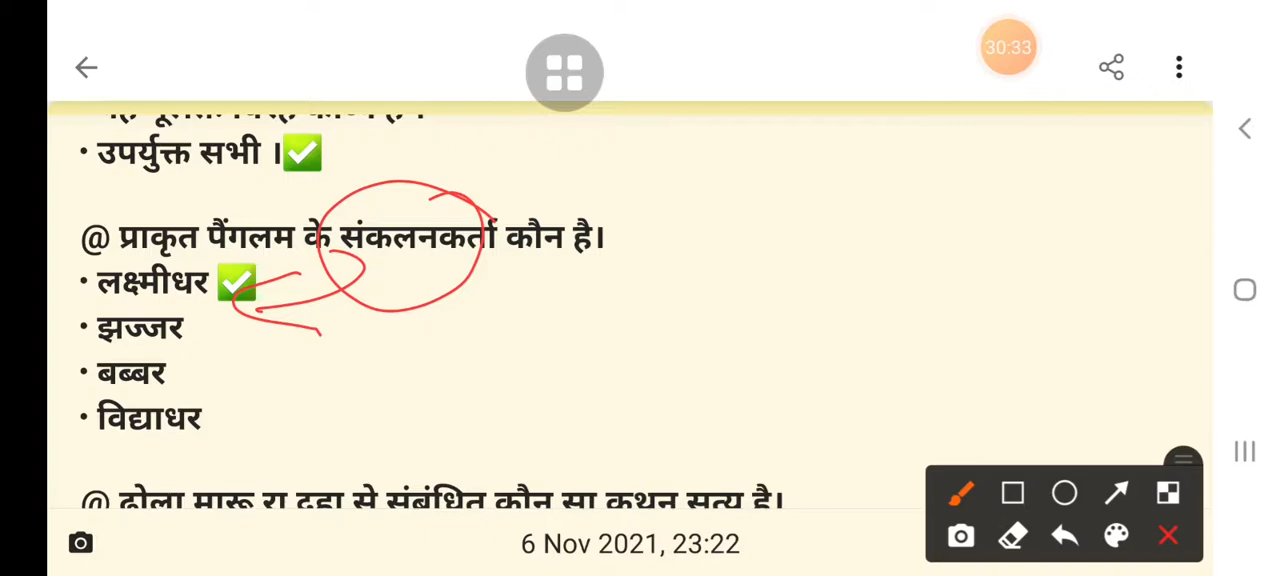 30:33
• उपर्युक्त सभी ।✅
@ प्राकृत पैंगलम के संकलनकर्ता कौन है।
• लक्ष्मीधर ✅
• झज्जर
• बब्बर
• विद्याधर
@ ढोला मारू रा दूहा से संबंधित कौन सा कथन सत्य है।
6 Nov 2021, 23:22